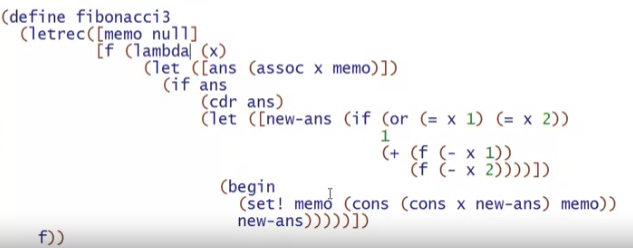 (define fibonacci3
  (letrec([memo null]
          [f (lambda (x)
               (let ([ans (assoc x memo)])
                 (if ans
                     (cdr ans)
                     (let ([new-ans (if (or (= x 1) (= x 2))
                                        1
                                        (+ (f (- x 1))
                                           (f (- x 2))))])
                       (begin
                         (set! memo (cons (cons x new-ans) memo))
                         new-ans)))))])
    f))